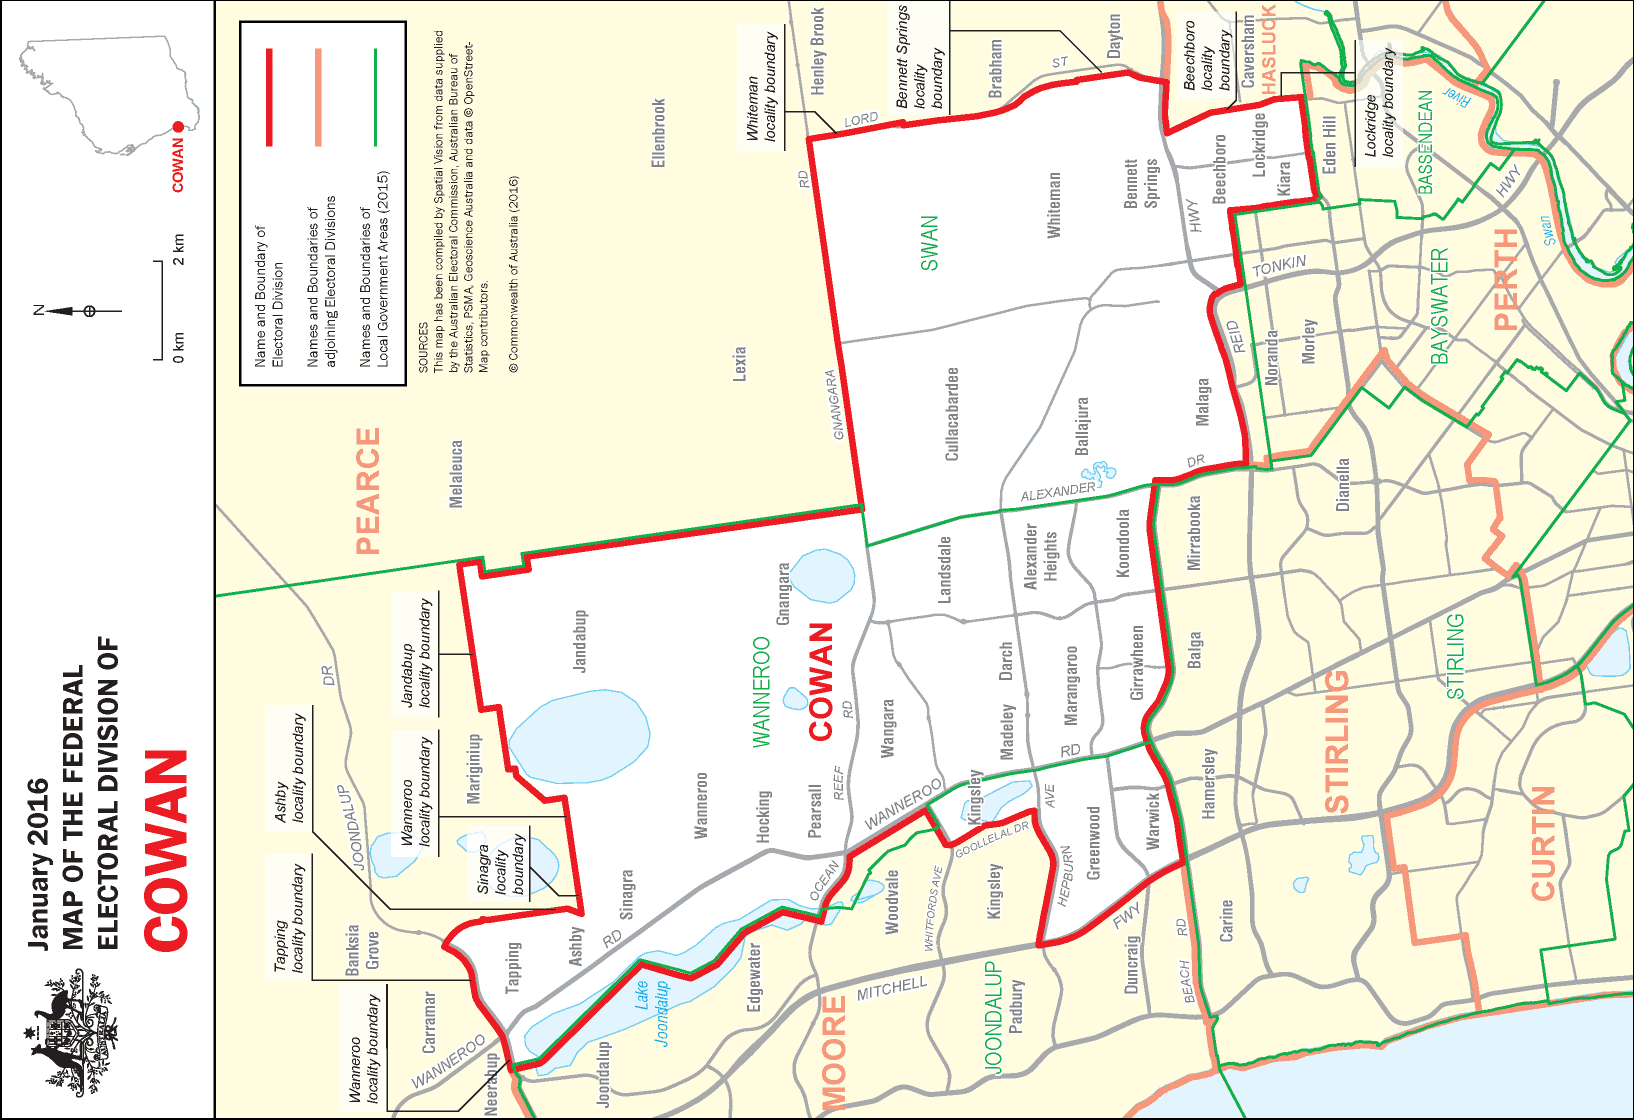 January 2016
MAP OF THE FEDERAL
ELECTORAL DIVISION OF
COWAN
N
0 km
2 km
COWAN
Name and Boundary of
Electoral Division
Names and Boundaries of
adjoining Electoral Divisions
Names and Boundaries of
Local Government Areas (2015)
SOURCES
This map has been compiled by Spatial Vision from data supplied
by the Australian Electoral Commission, Australian Bureau of
Statistics, PSMA, Geoscience Australia and data © OpenStreet-
Map contributors.
© Commonwealth of Australia (2016)
Tapping
locality boundary
Ashby
locality boundary
Wanneroo
locality boundary
Jandabup
locality boundary
Wanneroo
locality boundary
Sinagra
locality
boundary
Whiteman
locality boundary
Bennett Springs
locality
boundary
Beechboro
locality
boundary
Lockridge
locality boundary
PEARCE
Melaleuca
Lexia
Ellenbrook
Henley Brook
Brabham
Dayton
Caversham
HASLUCK
DR
JOONDALUP
Banksia
Grove
Mariginiup
Jandabup
Carramar
WANNEROO
Neerabup
Tapping
Ashby
RD
Sinagra
Wanneroo
Hocking
Pearsall
Gnangara
WANNEROO
COWAN
RD
REEF
OCEAN
WANNEROO
Lake
Joondalup
Joondalup
Edgewater
Woodvale
MOORE
MITCHELL
WHITFORDS AVE
Kingsley
Kingsley
GOOLLELAL DR
JOONDALUP
Padbury
HEPBURN
AVE
Greenwood
Warwick
FWY
Duncraig
BEACH
RD
Carine
Hamersley
Wangara
Landsdale
Darch
Madeley
RD
Alexander
Heights
Marangaroo
Koondoola
Girrawheen
Mirrabooka
Balga
GNANGARA
RD
LORD
ST
SWAN
Whiteman
Cullacabardee
Ballajura
ALEXANDER
DR
Malaga
Bennett
Springs
HWY
REID
TONKIN
HWY
Beechboro
Lockridge
Kiara
Eden Hill
Noranda
Morley
Dianella
BASSENDEAN
BAYSWATER
PERTH
River
Swan
STIRLING
STIRLING
CURTIN